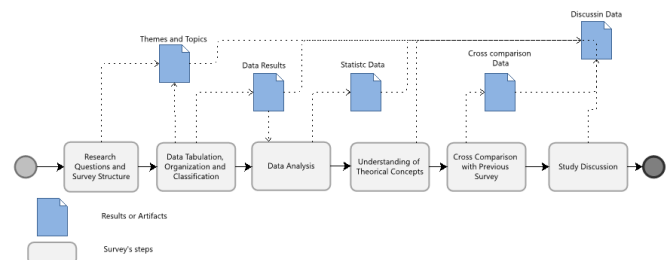 Discussin Data
Themes and Topics
Data Results
Statistc Data
Cross comparison
Data
Research
Questions and
Survey Structure
Data Tabulation,
Organization and
Classification
Data Analysis
Understanding of
Theorical Concepts
Cross Comparison
with Previous
Survey
Study Discussion
Results or Artifacts
Survey's steps